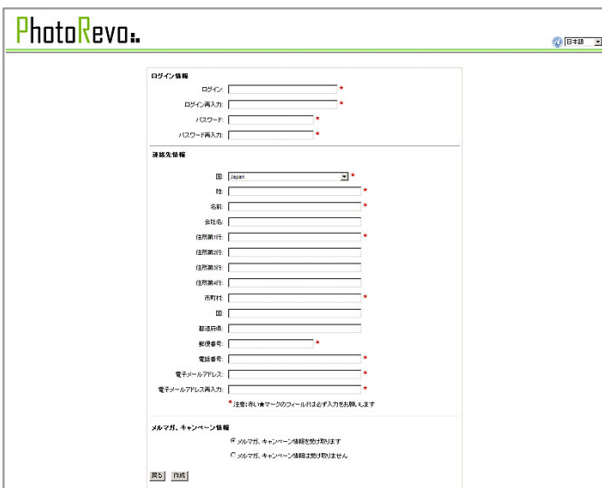 PhotoRevo
日本語
ログイン情報
ログイン: *
ログイン再入力: *
パスワード: *
パスワード再入力: *
連絡先情報
国: Japan *
姓: *
名前: *
会社名:
住所第1行: *
住所第2行:
住所第3行:
住所第4行:
市町村: *
国:
都道府県:
郵便番号: *
電話番号: *
電子メールアドレス: *
電子メールアドレス再入力: *
* 注意:赤い★マークのフィールドは必ず入力をお願いします
メルマガ、キャンペーン情報
メルマガ、キャンペーン情報を受け取ります
メルマガ、キャンペーン情報は受け取りません
戻る 作成